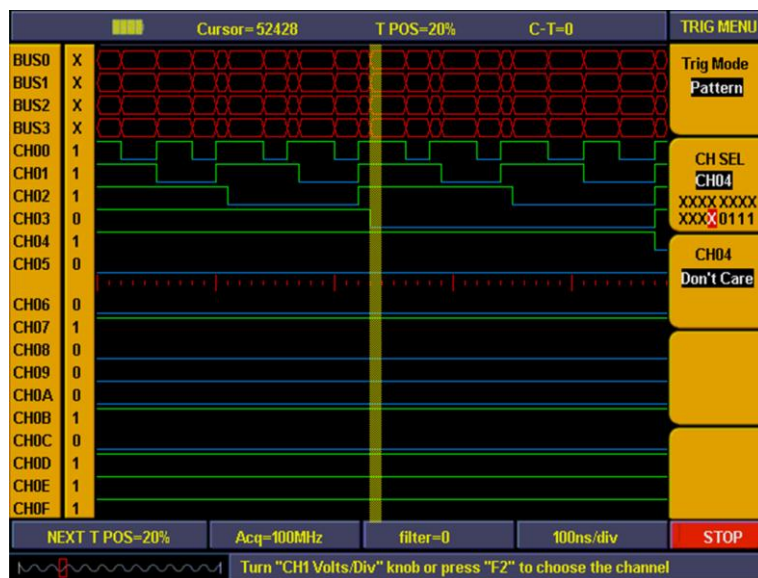 Cursor=52428 T POS=20% C-T=0 TRIG MENU
BUS0 X
BUS1 X
BUS2 X
BUS3 X
CH00 1
CH01 1
CH02 1
CH03 0
CH04 1
CH05 0
CH06 0
CH07 1
CH08 0
CH09 0
CH0A 0
CH0B 1
CH0C 0
CH0D 1
CH0E 1
CH0F 1
Trig Mode
Pattern
CH SEL
CH04
XXXX XXXX
XXXX 0111
CH04
Don't Care
NEXT T POS=20% Acq=100MHz filter=0 100ns/div STOP
Turn "CH1 Volts/Div" knob or press "F2" to choose the channel